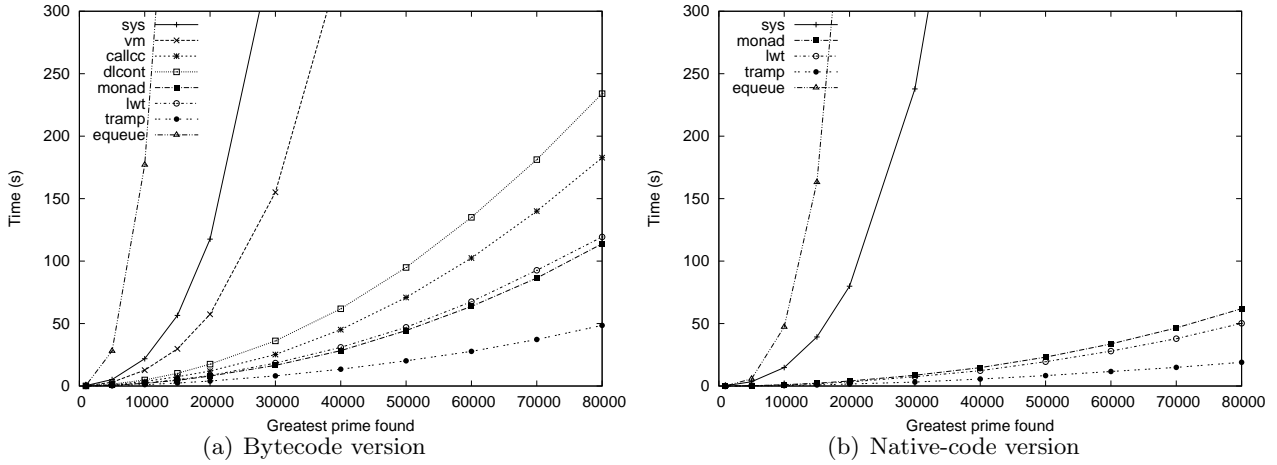 300
250
200
150
100
50
0
Time (s)
sys
vm
callcc
dlcont
monad
lwt
tramp
equeue
0 10000 20000 30000 40000 50000 60000 70000 80000
Greatest prime found
(a) Bytecode version
300
250
200
150
100
50
0
Time (s)
sys
monad
lwt
tramp
equeue
0 10000 20000 30000 40000 50000 60000 70000 80000
Greatest prime found
(b) Native-code version